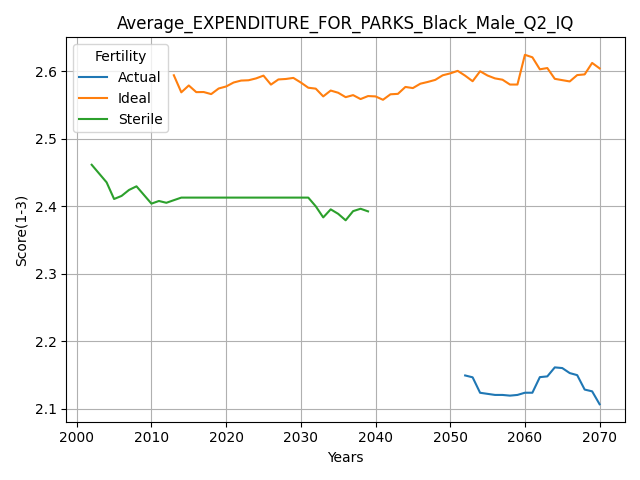 Average_EXPENDITURE_FOR_PARKS_Black_Male_Q2_IQ
Fertility
Actual
Ideal
Sterile
Score(1-3)
2.6
2.5
2.4
2.3
2.2
2.1
2000 2010 2020 2030 2040 2050 2060 2070
Years